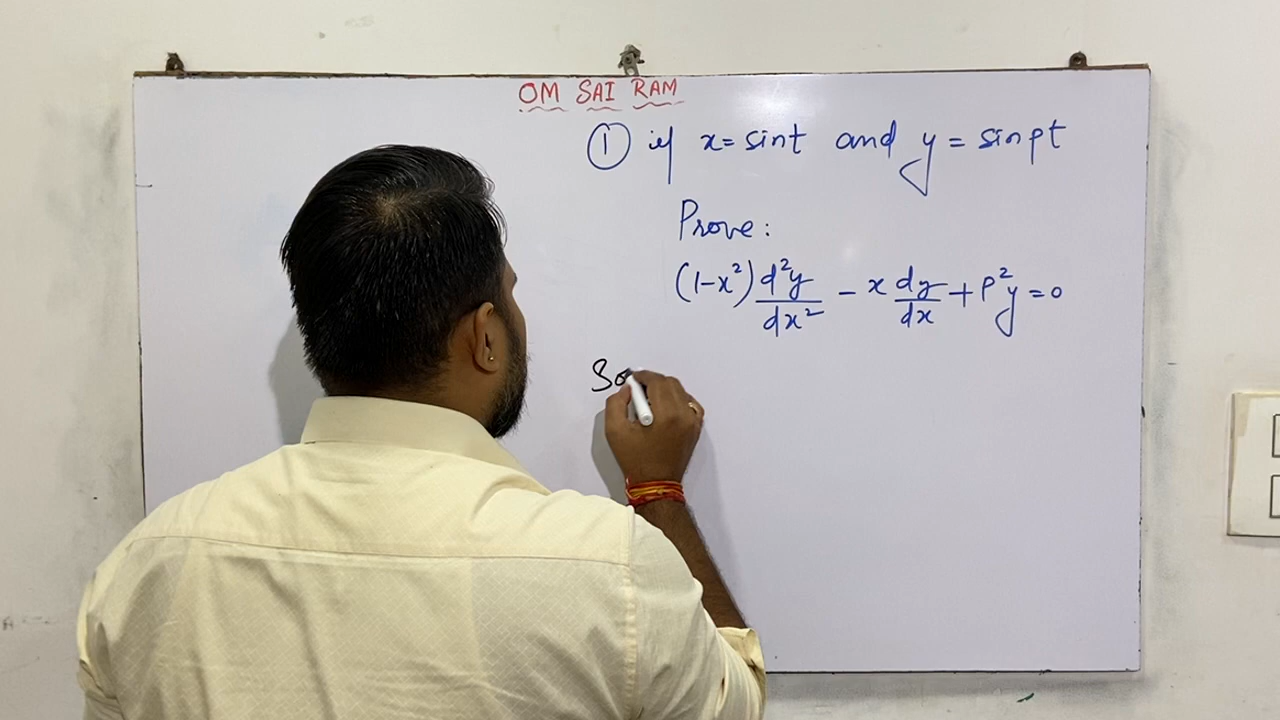 OM SAI RAM
① if x = sint and y = sinpt
Prove:
(1-x²) d²y/dx² - x dy/dx + P²y = 0
So